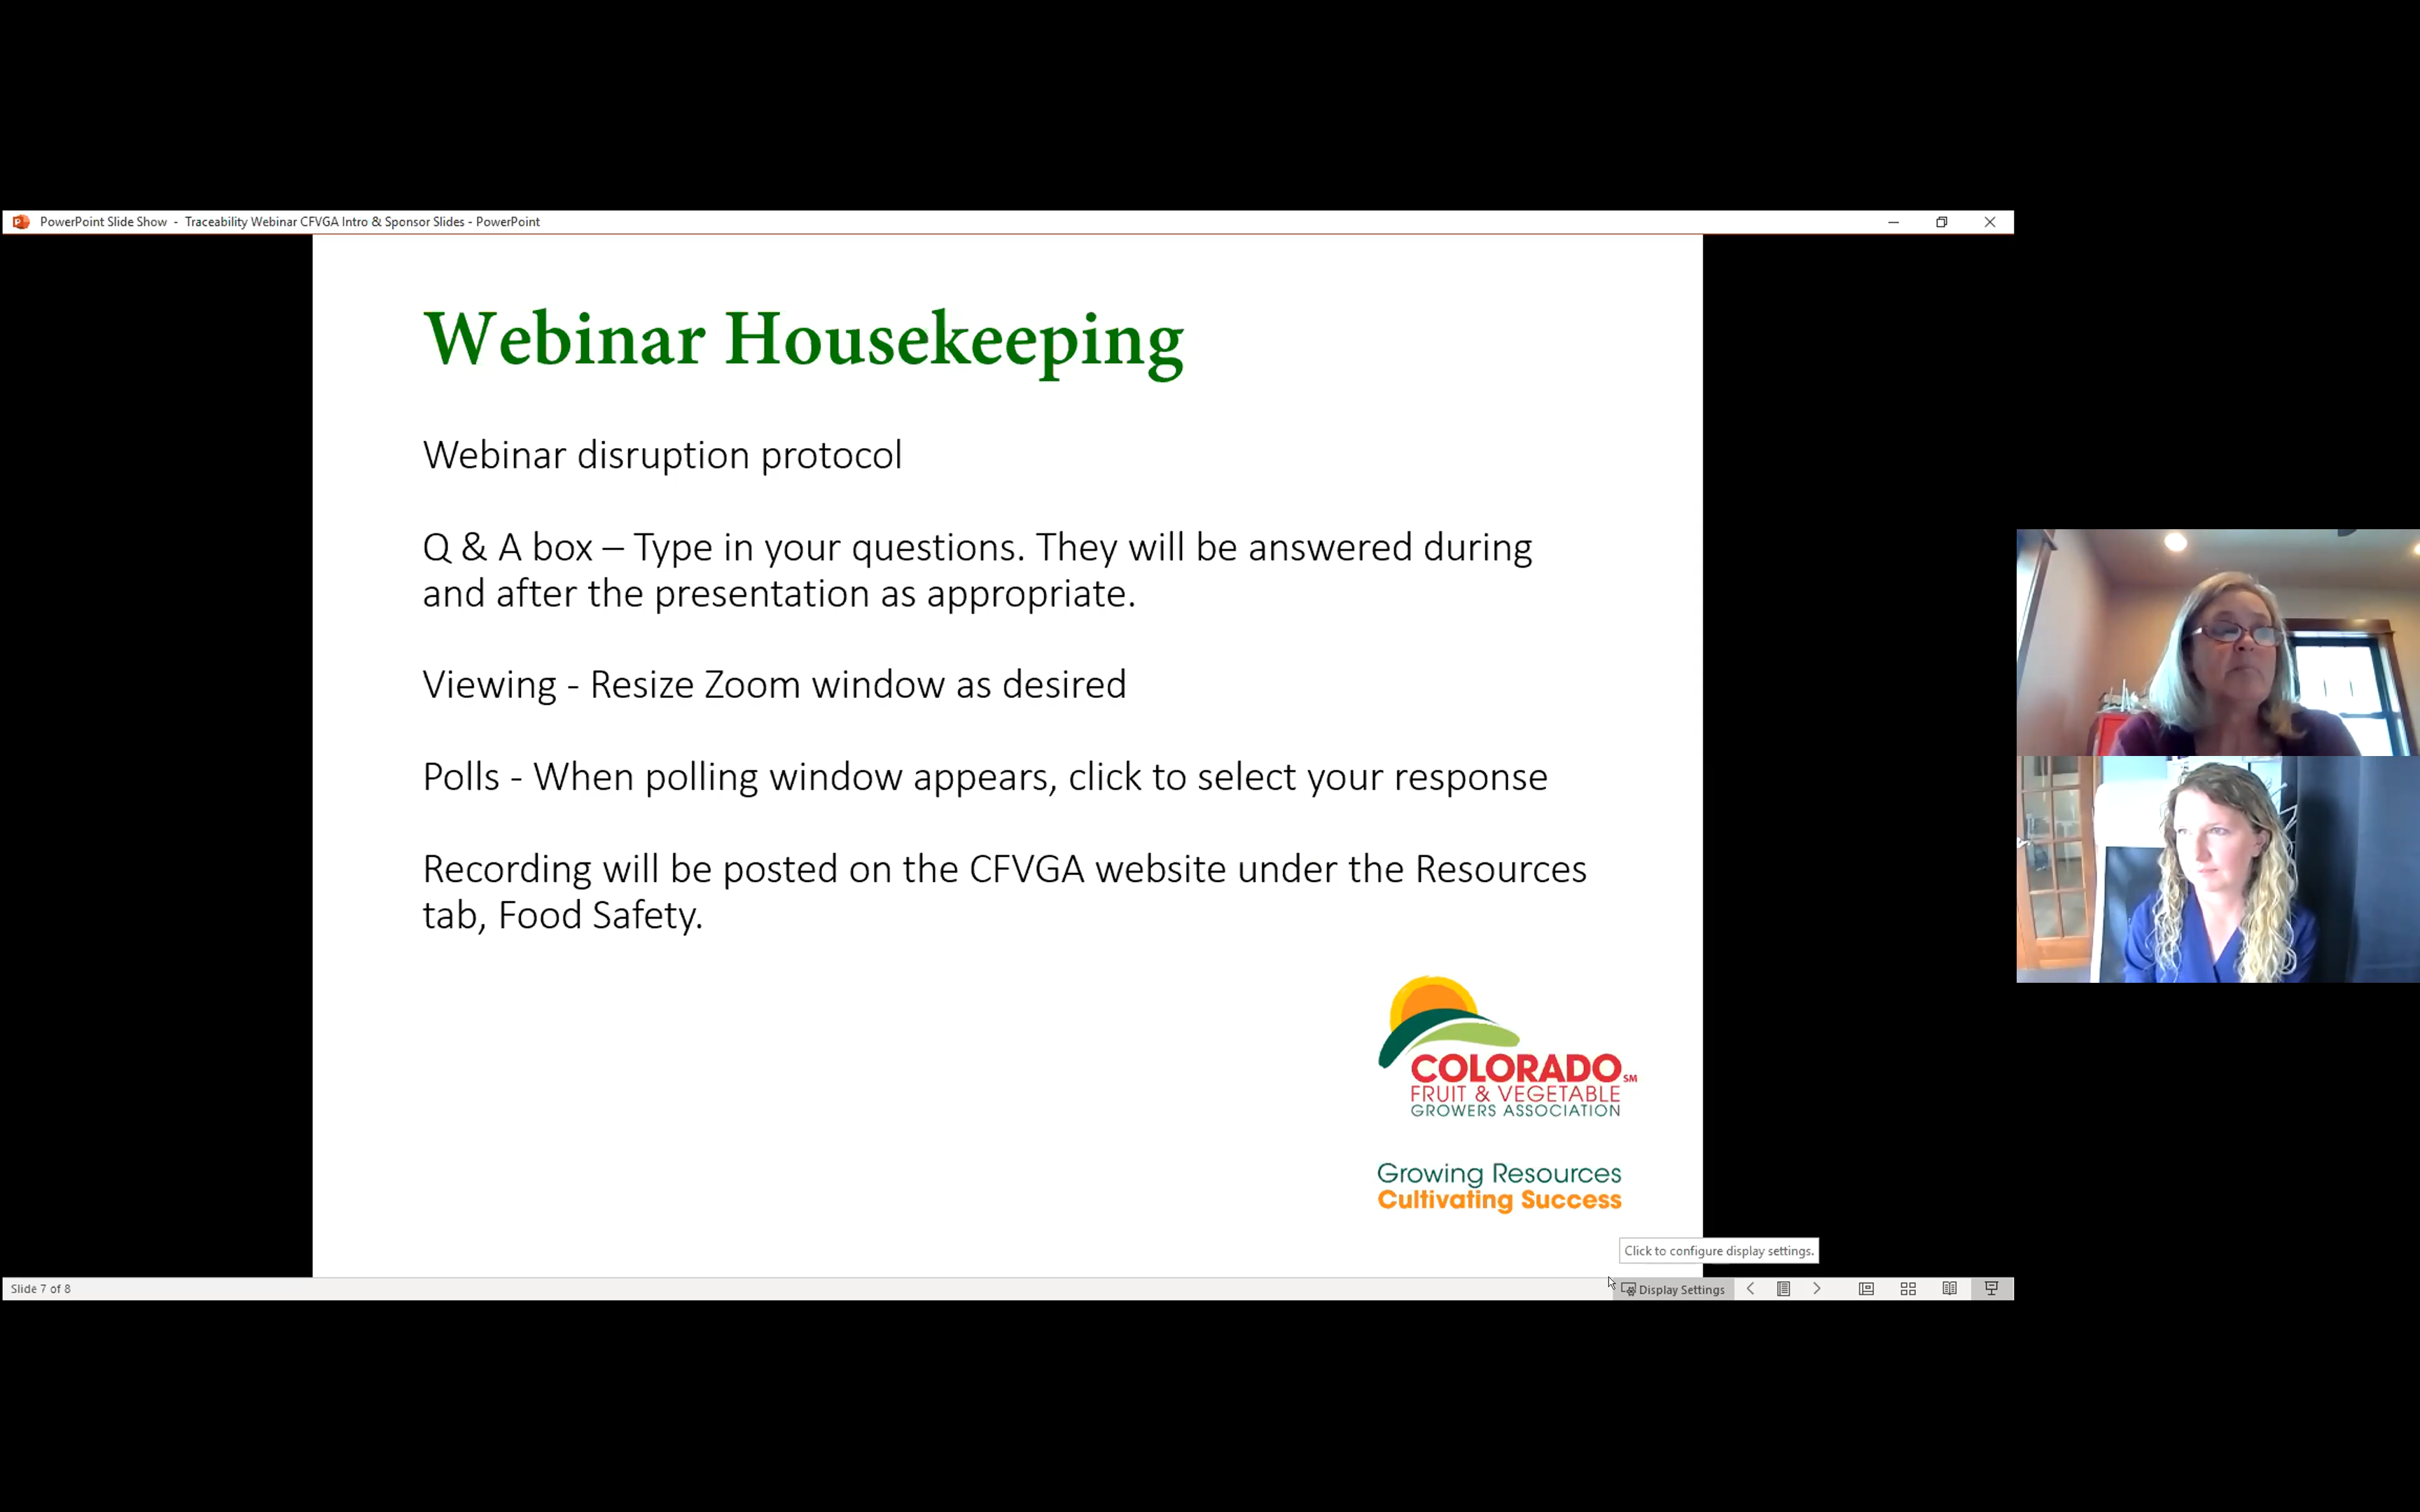 PowerPoint Slide Show - Traceability Webinar CFVGA Intro & Sponsor Slides - PowerPoint
Webinar Housekeeping
Webinar disruption protocol
Q & A box – Type in your questions. They will be answered during
and after the presentation as appropriate.
Viewing - Resize Zoom window as desired
Polls - When polling window appears, click to select your response
Recording will be posted on the CFVGA website under the Resources
tab, Food Safety.
COLORADO SM
FRUIT & VEGETABLE
GROWERS ASSOCIATION
Growing Resources
Cultivating Success
Click to configure display settings.
Slide 7 of 8
Display Settings